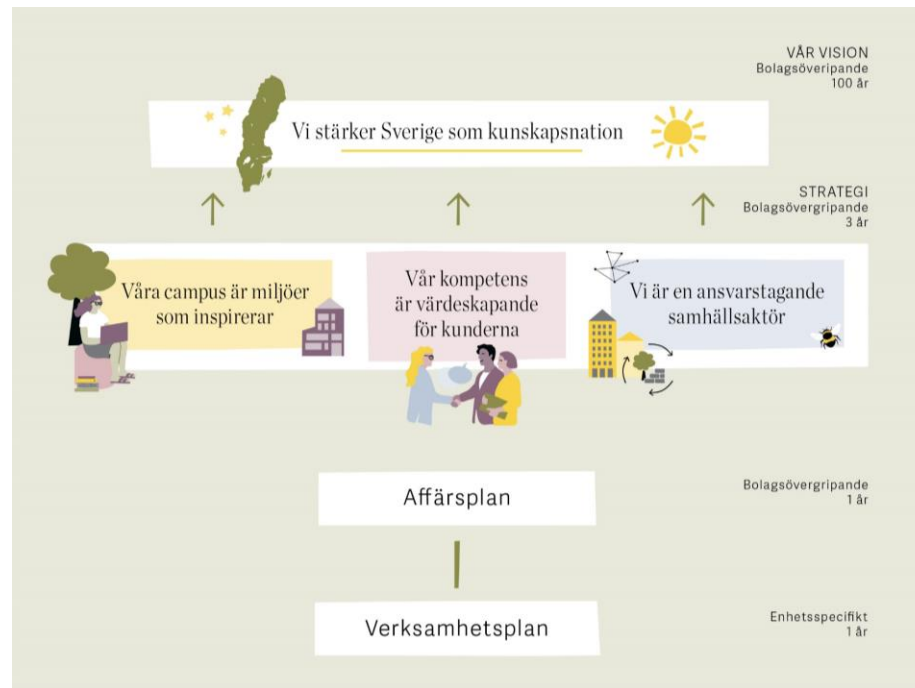 VÅR VISION
Bolagsöveripande
100 år
Vi stärker Sverige som kunskapsnation
STRATEGI
Bolagsövergripande
3 år
Våra campus är miljöer
som inspirerar
Vår kompetens
är värdeskapande
för kunderna
Vi är en ansvarstagande
samhällsaktör
Affärsplan
Bolagsövergripande
1 år
Verksamhetsplan
Enhetsspecifikt
1 år